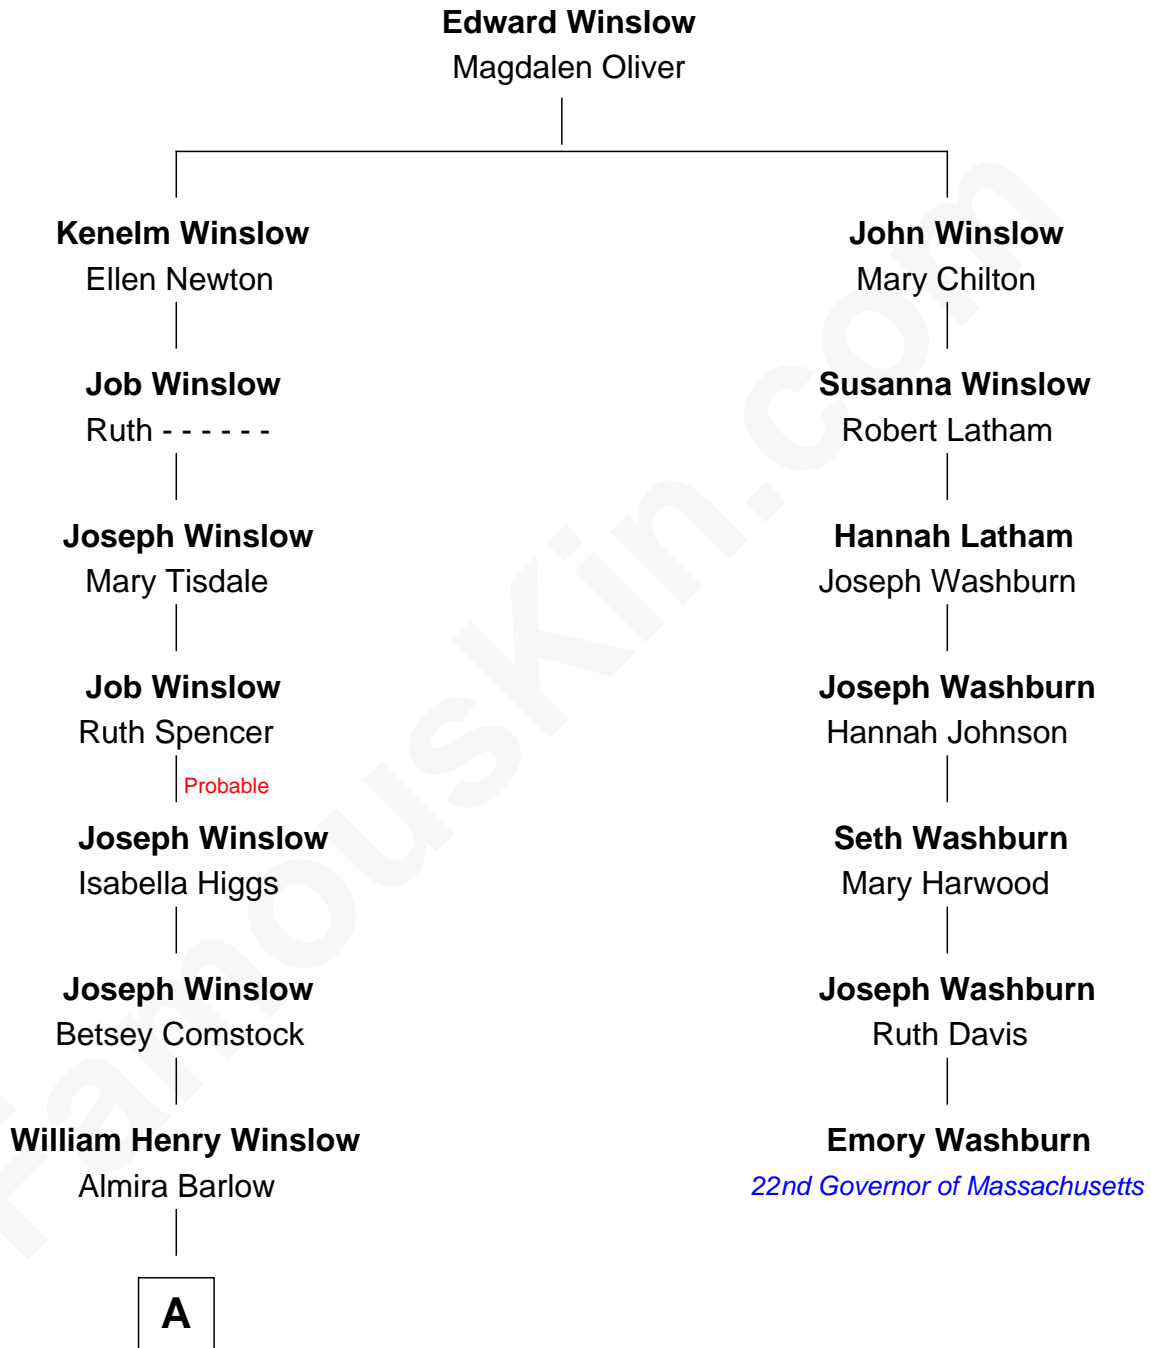 Edward Winslow
Magdalen Oliver
Kenelm Winslow
Ellen Newton
John Winslow
Mary Chilton
Job Winslow
Ruth - - - - - -
Susanna Winslow
Robert Latham
Joseph Winslow
Mary Tisdale
Hannah Latham
Joseph Washburn
Job Winslow
Ruth Spencer
Joseph Washburn
Hannah Johnson
Probable
Joseph Winslow
Isabella Higgs
Seth Washburn
Mary Harwood
Joseph Winslow
Betsey Comstock
Joseph Washburn
Ruth Davis
William Henry Winslow
Almira Barlow
Emory Washburn
22nd Governor of Massachusetts
A
FamousKin.com